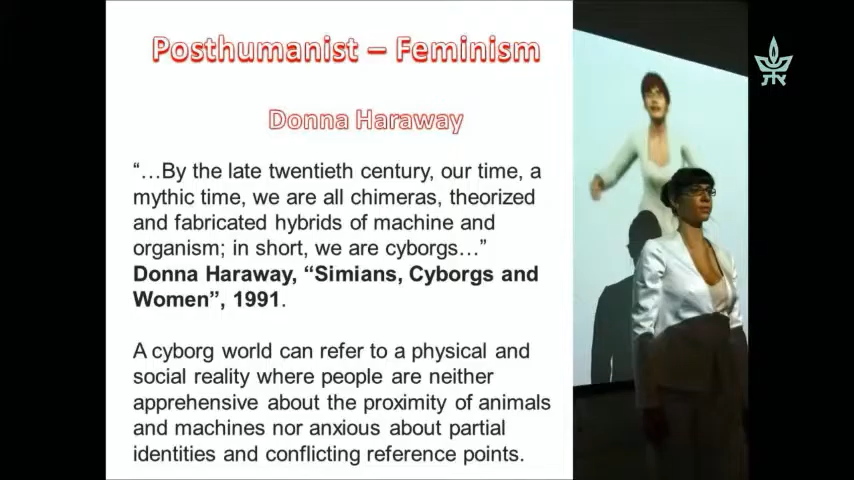 Posthumanist – Feminism
Donna Haraway
“…By the late twentieth century, our time, a
mythic time, we are all chimeras, theorized
and fabricated hybrids of machine and
organism; in short, we are cyborgs…”
Donna Haraway, “Simians, Cyborgs and
Women”, 1991.
A cyborg world can refer to a physical and
social reality where people are neither
apprehensive about the proximity of animals
and machines nor anxious about partial
identities and conflicting reference points.